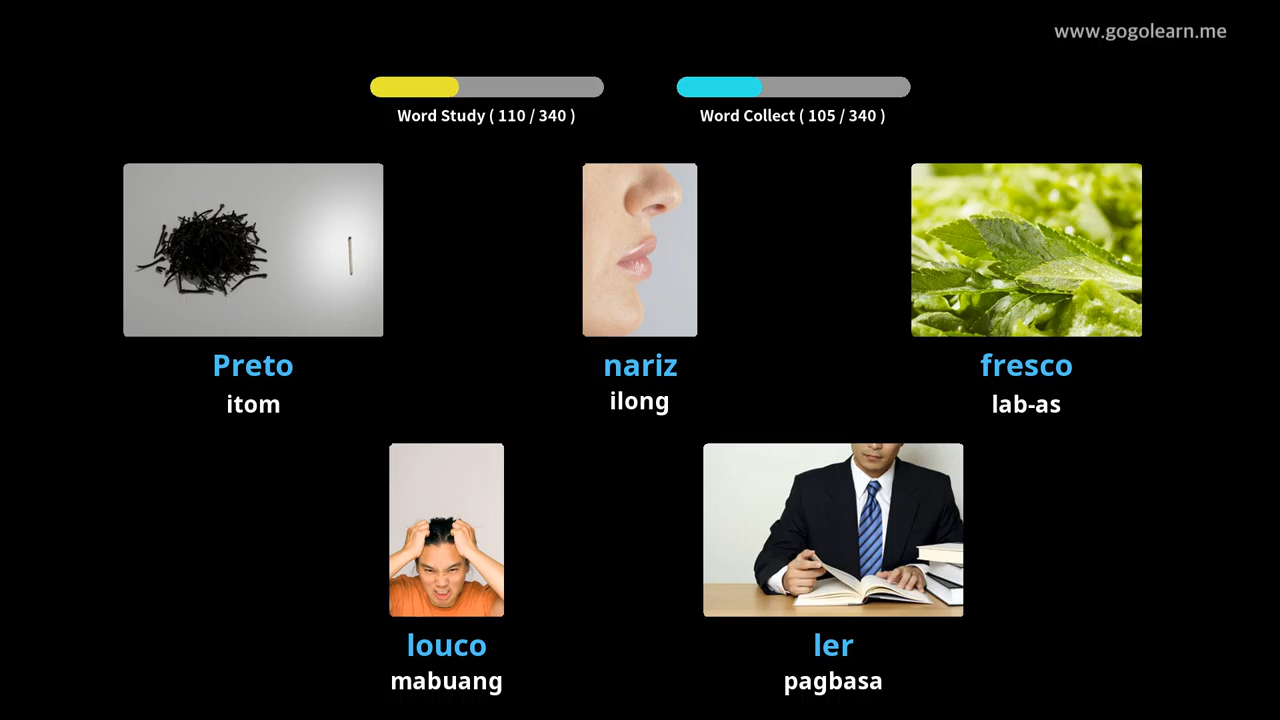 www.gogolearn.me
Word Study ( 110 / 340 )
Word Collect ( 105 / 340 )
Preto
itom
nariz
ilong
fresco
lab-as
louco
mabuang
ler
pagbasa